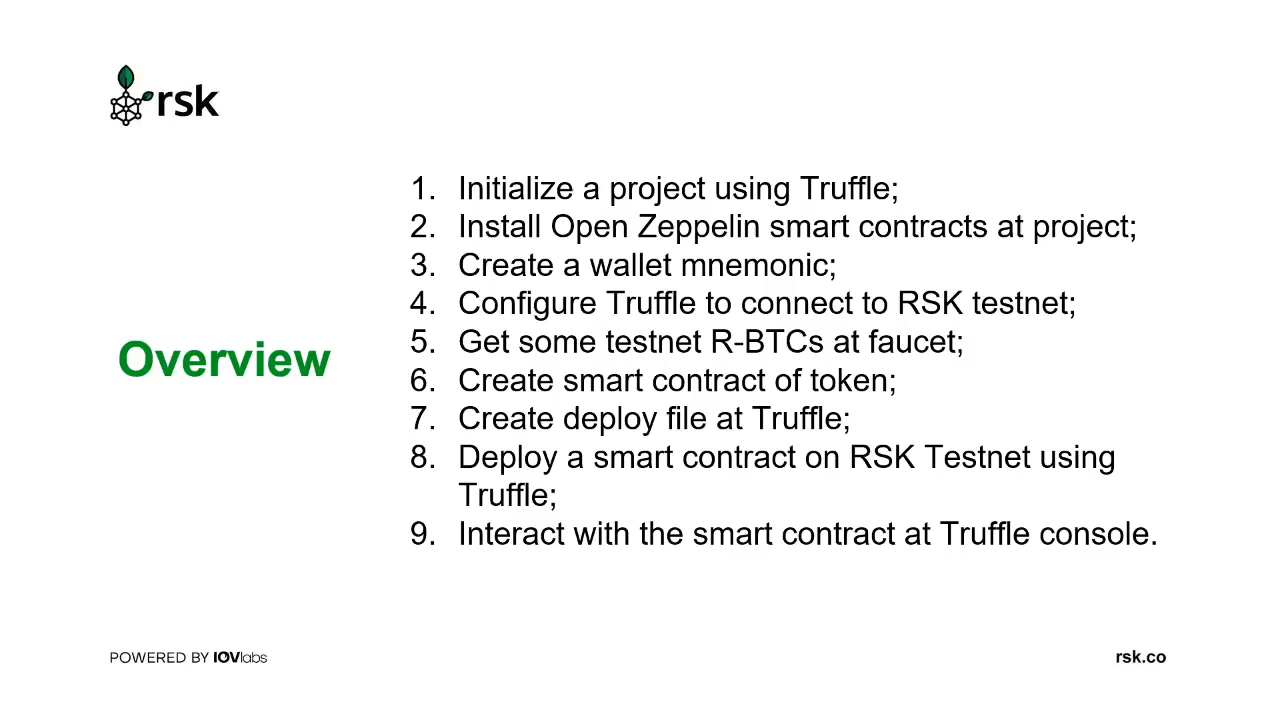 rsk
Overview
1. Initialize a project using Truffle;
2. Install Open Zeppelin smart contracts at project;
3. Create a wallet mnemonic;
4. Configure Truffle to connect to RSK testnet;
5. Get some testnet R-BTCs at faucet;
6. Create smart contract of token;
7. Create deploy file at Truffle;
8. Deploy a smart contract on RSK Testnet using
Truffle;
9. Interact with the smart contract at Truffle console.
POWERED BY IOVlabs
rsk.co